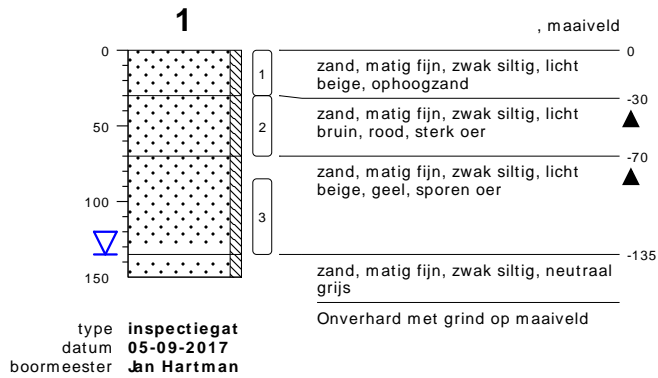 1
, maaiveld
0
0
zand, matig fijn, zwak siltig, licht
beige, ophoogzand
1
-30
zand, matig fijn, zwak siltig, licht
bruin, rood, sterk oer
2
50
-70
zand, matig fijn, zwak siltig, licht
beige, geel, sporen oer
3
100
-135
zand, matig fijn, zwak siltig, neutraal
grijs
150
Onverhard met grind op maaiveld
type inspectiegat
datum 05-09-2017
boormeester Jan Hartman